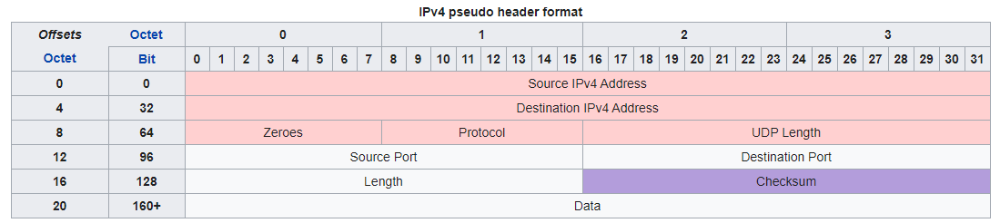 IPv4 pseudo header format
Offsets Octet 0 1 2 3
Octet Bit 0 1 2 3 4 5 6 7 8 9 10 11 12 13 14 15 16 17 18 19 20 21 22 23 24 25 26 27 28 29 30 31
0 0 Source IPv4 Address
4 32 Destination IPv4 Address
8 64 Zeroes Protocol UDP Length
12 96 Source Port Destination Port
16 128 Length Checksum
20 160+ Data